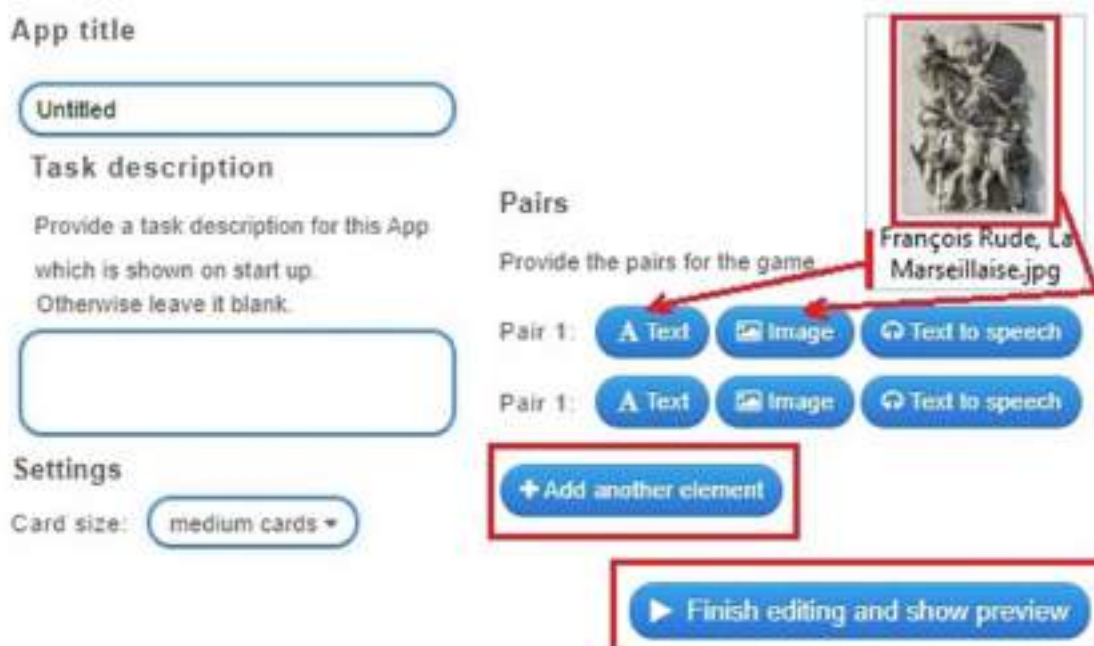 App title
Untitled
Task description
Provide a task description for this App
which is shown on start up.
Otherwise leave it blank.
Settings
Card size: medium cards
Pairs
Provide the pairs for the game
François Rude, La
Marseillaise.jpg
Pair 1: A Text Image Text to speech
Pair 1: A Text Image Text to speech
+ Add another element
Finish editing and show preview